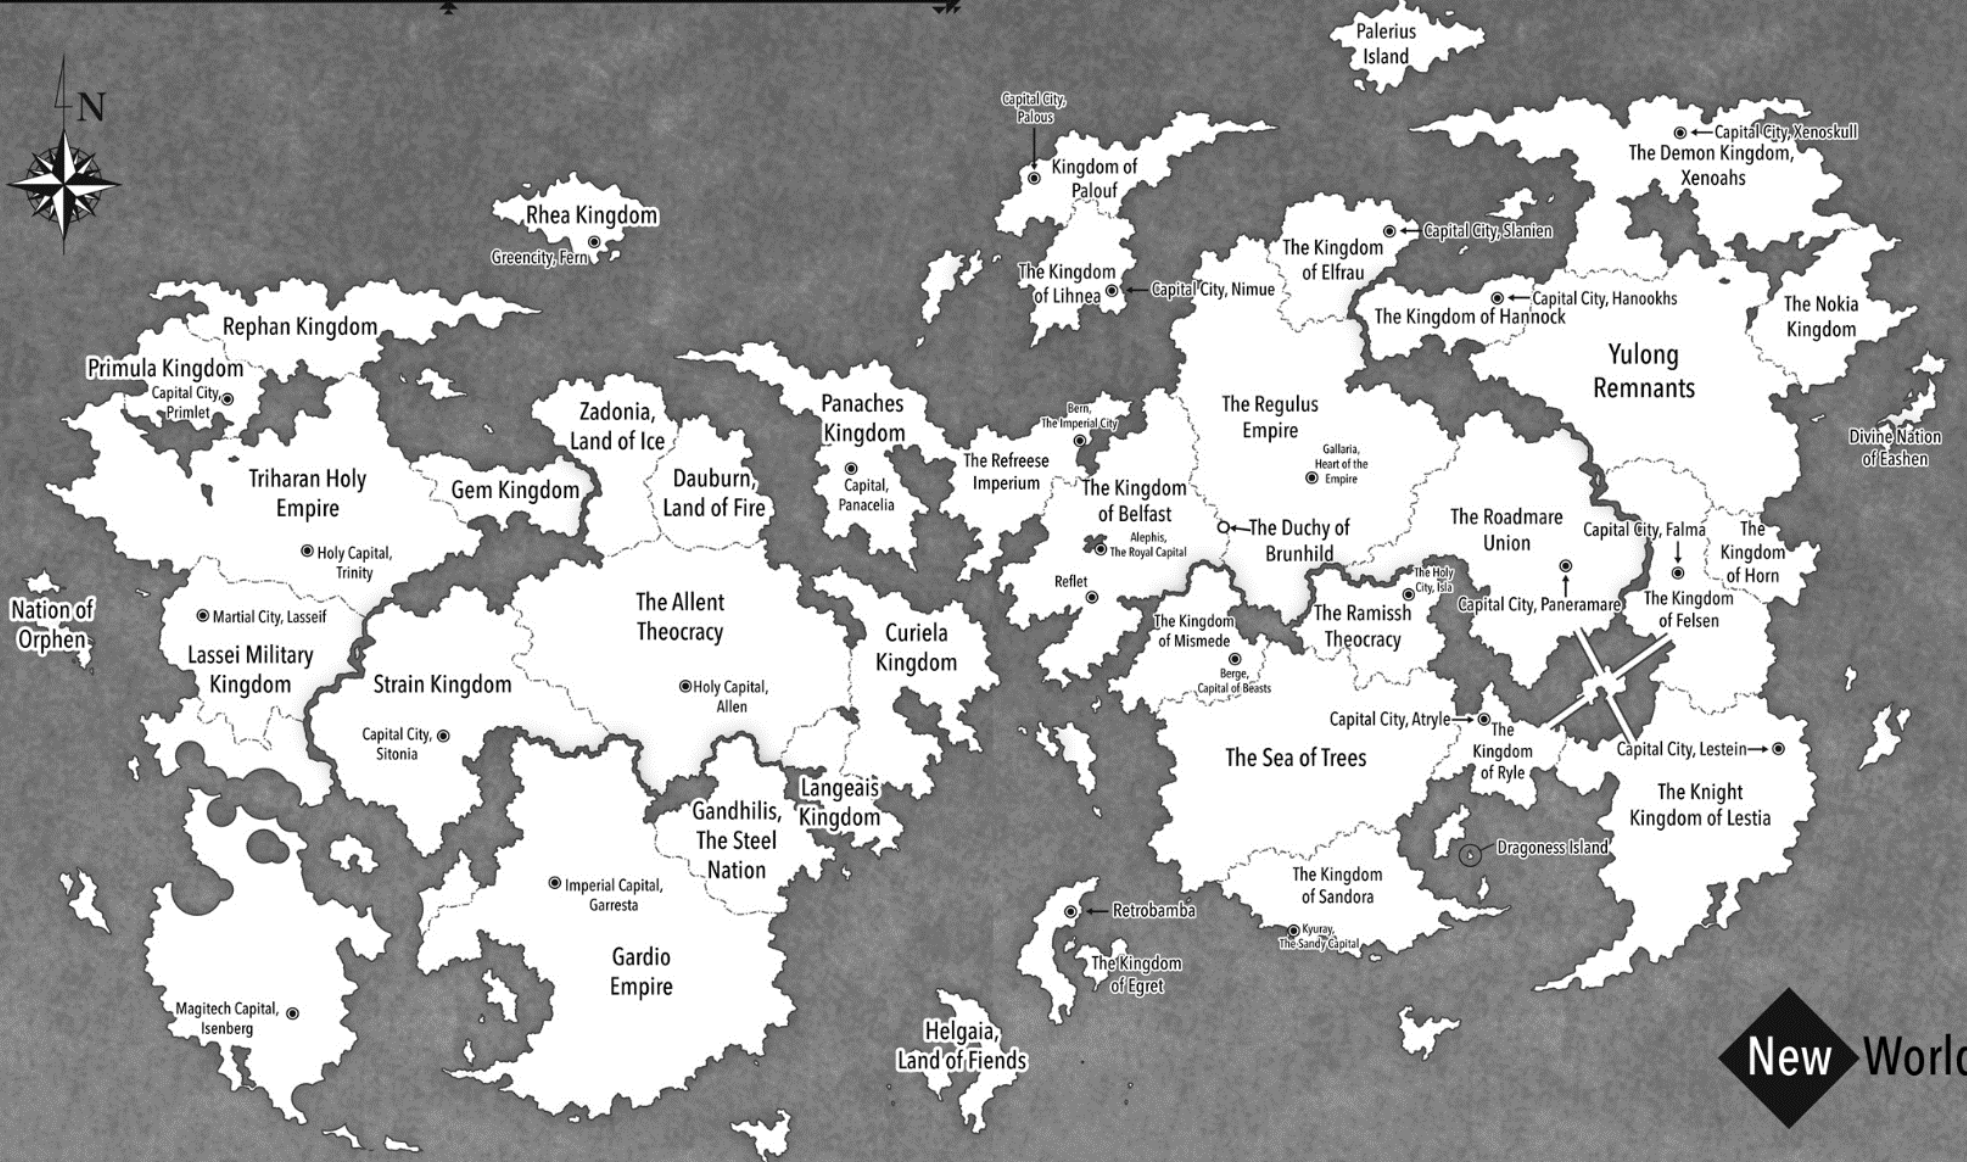 N
Palerius
Island
Capital City,
Palous
Kingdom of
Palouf
Capital City, Xenoskull
The Demon Kingdom,
Xenoahs
Rhea Kingdom
Greencity, Fern
The Kingdom
of Lihnea
Capital City, Nimue
The Kingdom
of Elfrau
Capital City, Slanien
Capital City, Hanookhs
The Kingdom of Hannock
The Nokia
Kingdom
Yulong
Remnants
Rephan Kingdom
Primula Kingdom
Capital City,
Primlet
Zadonia,
Land of Ice
Panaches
Kingdom
Capital,
Panacelia
Bern,
The Imperial City
The Refreese
Imperium
The Regulus
Empire
Gallaria,
Heart of the
Empire
Divine Nation
of Eashen
Triharan Holy
Empire
Holy Capital,
Trinity
Gem Kingdom
Dauburn,
Land of Fire
The Kingdom
of Belfast
Alephis,
The Royal Capital
Reflet
The Duchy of
Brunhild
The Roadmare
Union
Capital City, Paneramare
Capital City, Falma
The Kingdom
of Felsen
The
Kingdom
of Horn
Nation of
Orphen
Martial City, Lasseif
Lassei Military
Kingdom
Strain Kingdom
Capital City,
Sitonia
The Allent
Theocracy
Holy Capital,
Allen
Curiela
Kingdom
The Kingdom
of Mismede
Berge,
Capital of Beasts
The Holy
City, Isla
The Ramissh
Theocracy
Capital City, Atryle
The
Kingdom
of Ryle
The Sea of Trees
Capital City, Lestein
The Knight
Kingdom of Lestia
Langeais
Kingdom
Gandhilis,
The Steel
Nation
Dragoness Island
The Kingdom
of Sandora
Kyuray,
The Sandy Capital
Imperial Capital,
Garresta
Gardio
Empire
Retrobamba
The Kingdom
of Egret
Magitech Capital,
Isenberg
Helgaia,
Land of Fiends
New World